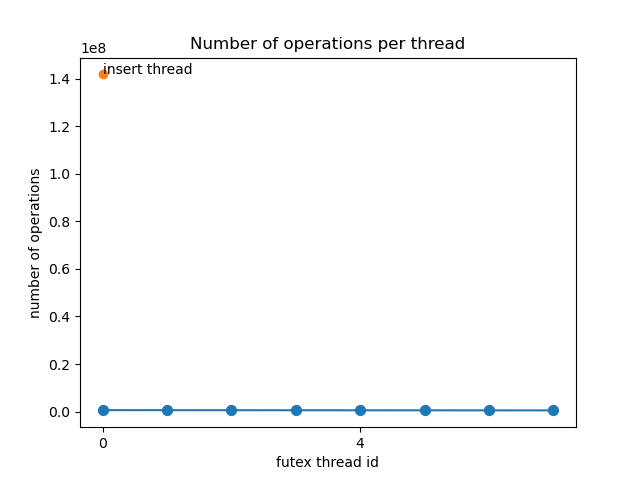 Number of operations per thread
1e8
insert thread
1.4
1.2
1.0
0.8
0.6
0.4
0.2
0.0
number of operations
0
4
futex thread id